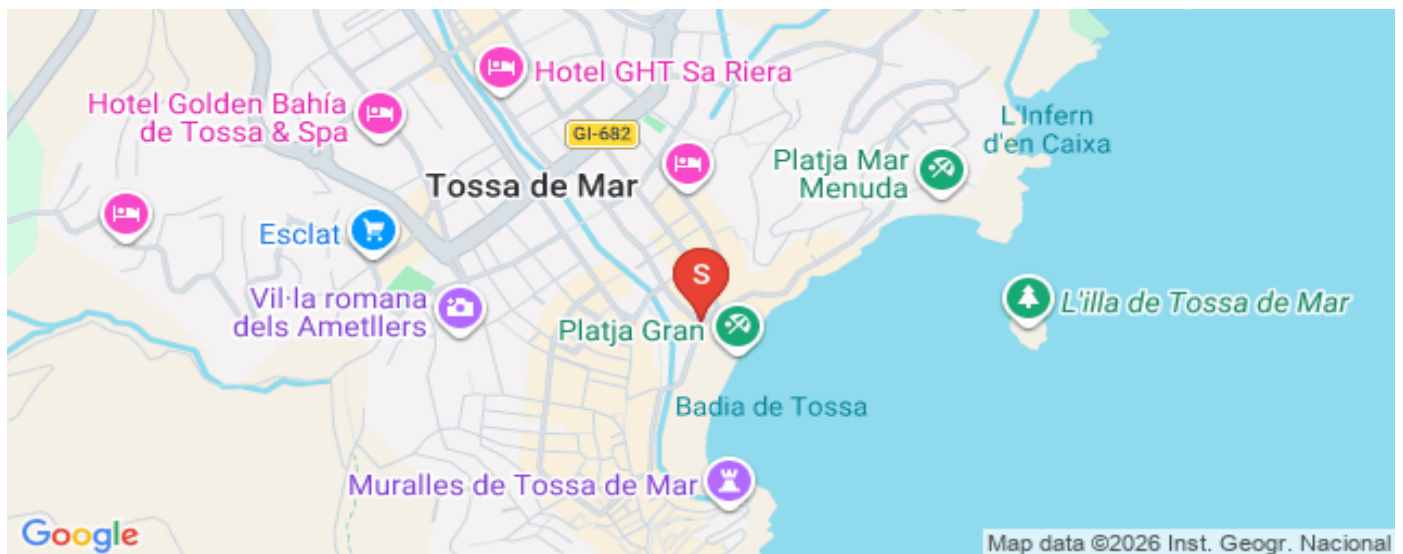 Hotel GHT Sa Riera
Hotel Golden Bahía
de Tossa & Spa
GI-682
L'Infern
d'en Caixa
Platja Mar
Menuda
Tossa de Mar
Esclat
S
Vil·la romana
dels Ametllers
L'illa de Tossa de Mar
Platja Gran
Badia de Tossa
Muralles de Tossa de Mar
Google
Map data ©2026 Inst. Geogr. Nacional